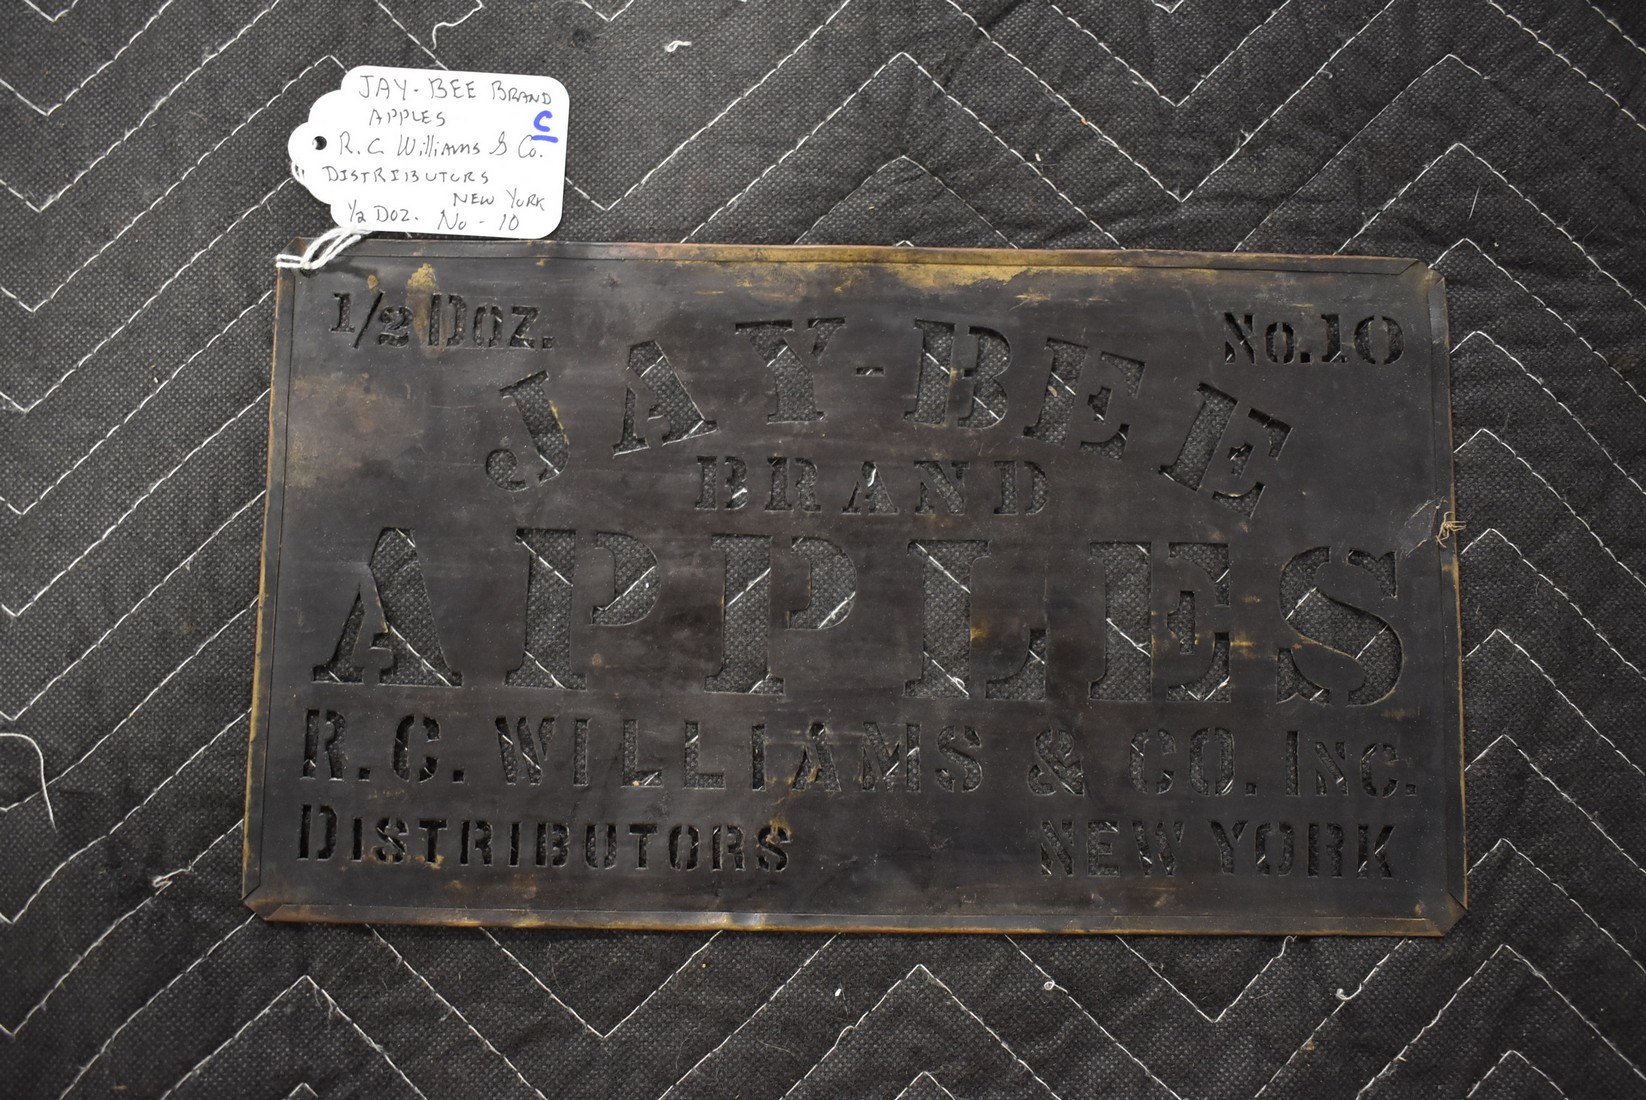 JAY-BEE BRAND
APPLES
C
R.C. Williams & Co.
DISTRIBUTORS
NEW YORK
1/2 DOZ. No-10
1/2 DOZ. No.10
JAY-BEE
BRAND
APPLES
R.C. WILLIAMS & CO. INC.
DISTRIBUTORS NEW YORK